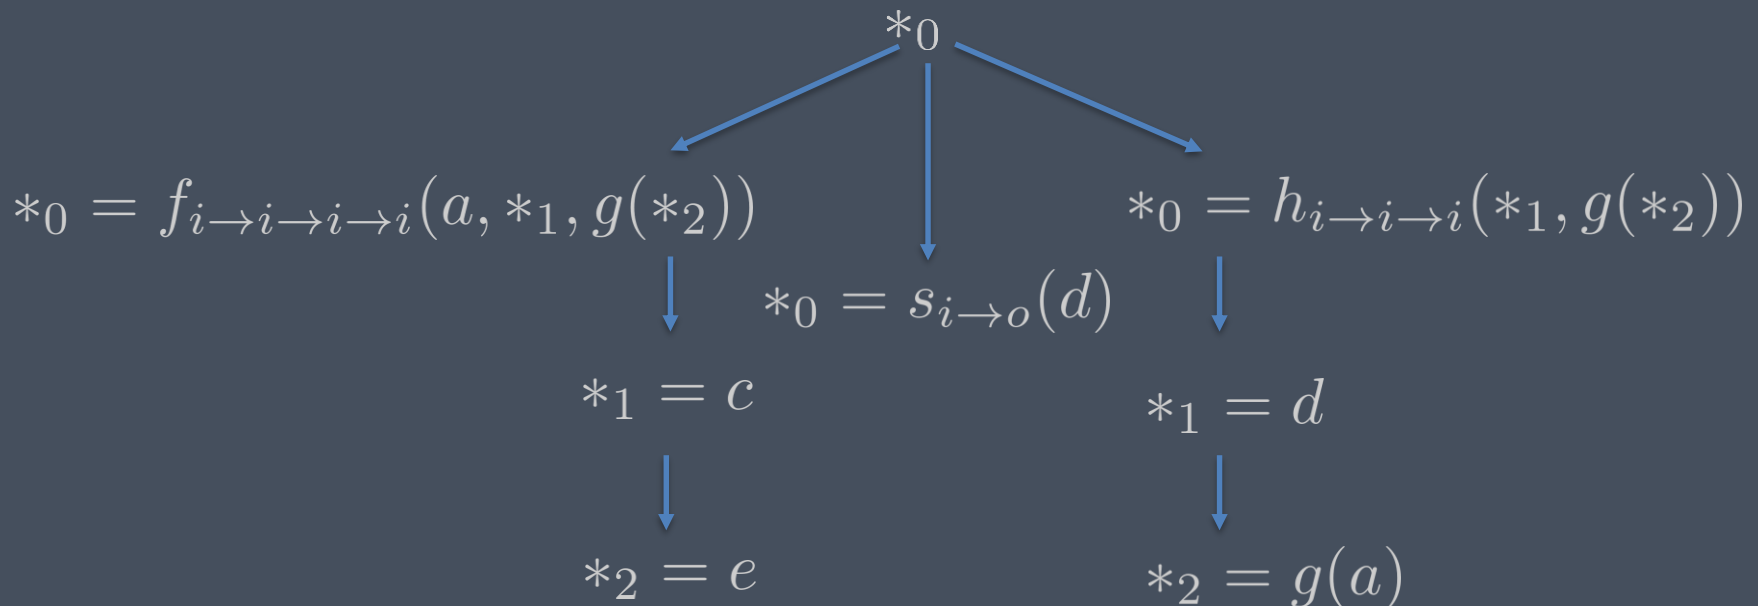 *₀
*₀ = f_{i→i→i→i}(a, *₁, g(*₂))
*₀ = h_{i→i→i}(*₁, g(*₂))
*₀ = s_{i→o}(d)
*₁ = c
*₁ = d
*₂ = e
*₂ = g(a)